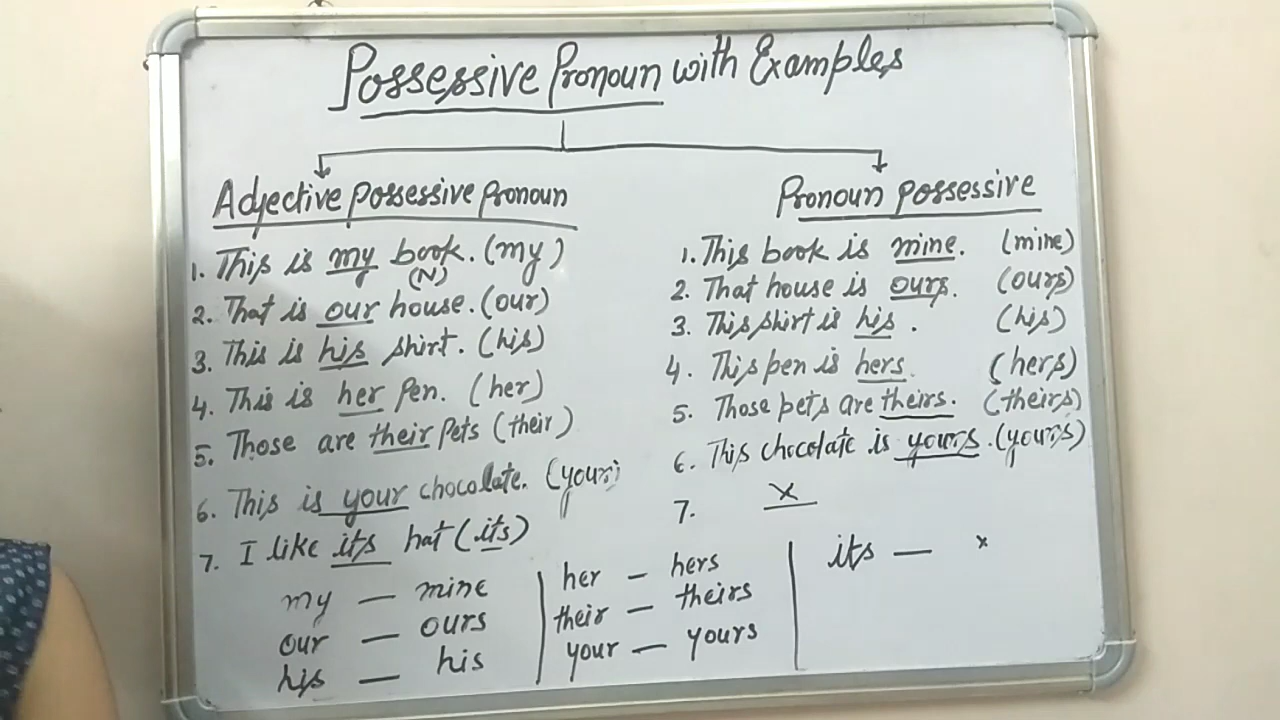 Possessive Pronoun with Examples
Adjective possessive pronoun
1. This is my book. (my)
(N)
2. That is our house. (our)
3. This is his shirt. (his)
4. This is her Pen. (her)
5. Those are their Pets (their)
6. This is your chocolate. (your)
7. I like its hat (its)
Pronoun possessive
1. This book is mine. (mine)
2. That house is ours. (ours)
3. This shirt is his. (his)
4. This pen is hers. (hers)
5. Those pets are theirs. (theirs)
6. This chocolate is yours. (yours)
7. x
my — mine
our — ours
his — his
her — hers
their — theirs
your — yours
its — x